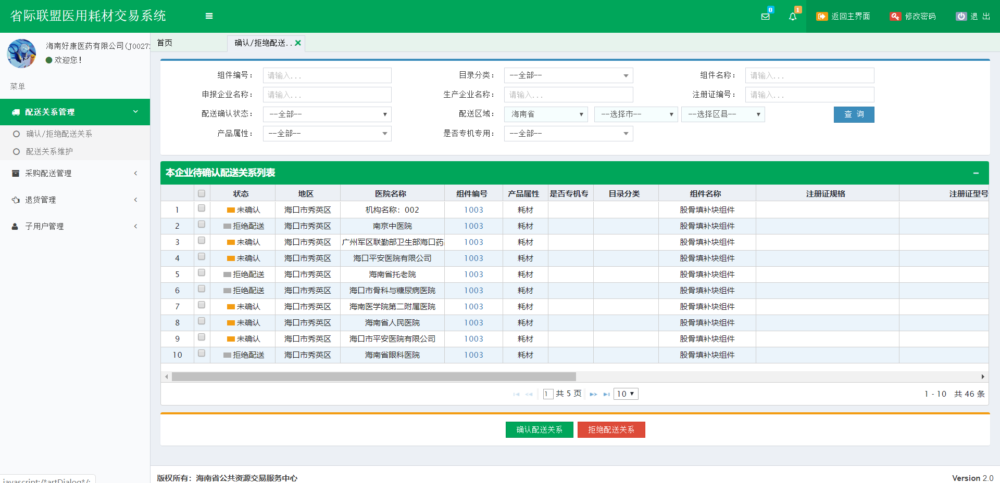 省际联盟医用耗材交易系统
0
1
返回主界面
修改密码
退 出
海南好康医药有限公司(J0027
欢迎您!
菜单
配送关系管理
确认/拒绝配送关系
配送关系维护
采购配送管理
退货管理
子用户管理
首页
确认/拒绝配送..
组件编号： 请输入... 目录分类： --全部-- 组件名称： 请输入...
申报企业名称： 请输入... 生产企业名称： 请输入... 注册证编号： 请输入...
配送确认状态： --全部-- 配送区域： 海南省 --选择市-- --选择区县-- 查 询
产品属性： --全部-- 是否专机专用： --全部--
本企业待确认配送关系列表
状态 地区 医院名称 组件编号 产品属性 是否专机专 目录分类 组件名称 注册证规格 注册证型号
1 未确认 海口市秀英区 机构名称：002 1003 耗材 股骨填补块组件
2 拒绝配送 海口市秀英区 南京中医院 1003 耗材 股骨填补块组件
3 未确认 海口市秀英区 广州军区联勤部卫生部海口药 1003 耗材 股骨填补块组件
4 未确认 海口市秀英区 海口平安医院有限公司 1003 耗材 股骨填补块组件
5 拒绝配送 海口市秀英区 海南省托老院 1003 耗材 股骨填补块组件
6 拒绝配送 海口市秀英区 海口市骨科与糖尿病医院 1003 耗材 股骨填补块组件
7 未确认 海口市秀英区 海南医学院第二附属医院 1003 耗材 股骨填补块组件
8 未确认 海口市秀英区 海南省人民医院 1003 耗材 股骨填补块组件
9 未确认 海口市秀英区 海口市平安医院有限公司 1003 耗材 股骨填补块组件
10 拒绝配送 海口市秀英区 海南省眼科医院 1003 耗材 股骨填补块组件
1 共 5 页 10 1 - 10 共 46 条
确认配送关系 拒绝配送关系
版权所有：海南省公共资源交易服务中心
Version 2.0
javascript:/*artDialog*/;